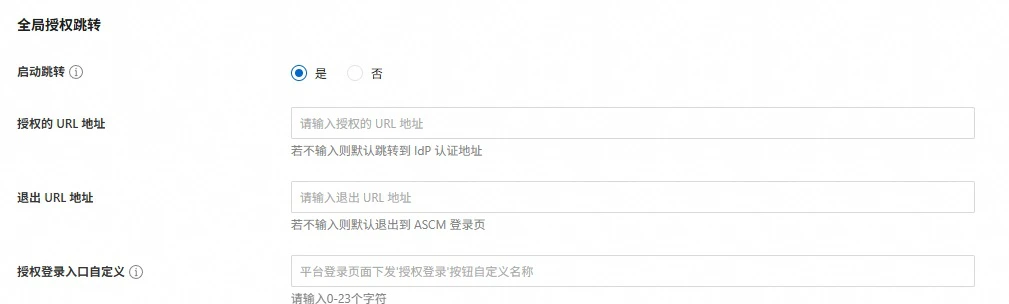 全局授权跳转
启动跳转
是 否
授权的 URL 地址
请输入授权的 URL 地址
若不输入则默认跳转到 IdP 认证地址
退出 URL 地址
请输入退出 URL 地址
若不输入则默认退出到 ASCM 登录页
授权登录入口自定义
平台登录页面下发'授权登录'按钮自定义名称
请输入0-23个字符